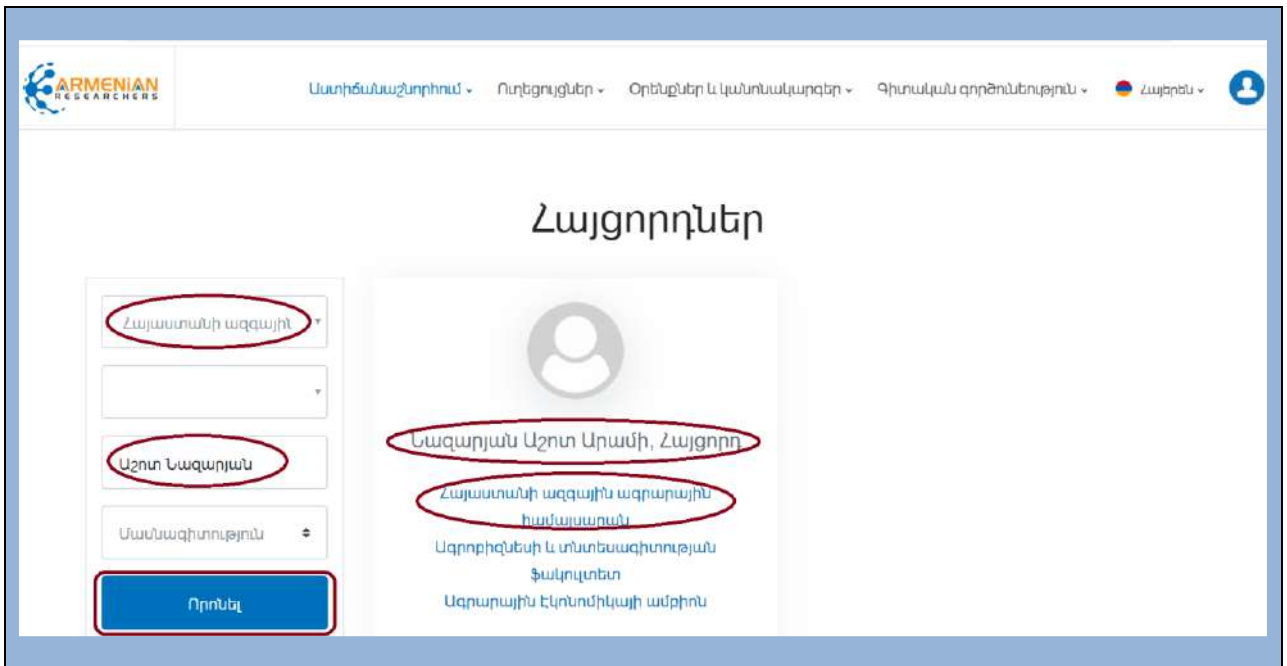 ARMENIAN
RESEARCHERS
Աստիճանաշնորհում
Ուղեցույցներ
Օրենքներ և կանոնակարգեր
Գիտական գործունեություն
Հայերեն
Հայցորդներ
Հայաստանի ազգային
Աշոտ Նազարյան
Մասնագիտություն
Որոնել
Նազարյան Աշոտ Արամի, Հայցորդ
Հայաստանի ազգային ագրարային
համալսարան
Ագրոբիզնեսի և տնտեսագիտության
ֆակուլտետ
Ագրարային էկոնոմիկայի ամբիոն